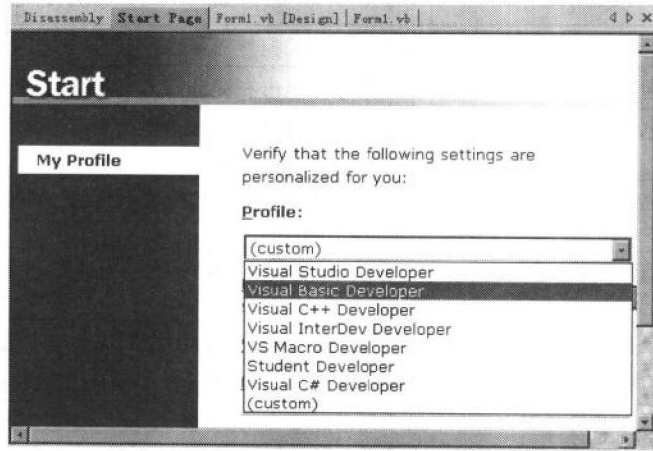 Disassembly Start Page Form1.vb [Design] Form1.vb
Start
My Profile
Verify that the following settings are
personalized for you:
Profile:
(custom)
Visual Studio Developer
Visual Basic Developer
Visual C++ Developer
Visual InterDev Developer
VS Macro Developer
Student Developer
Visual C# Developer
(custom)